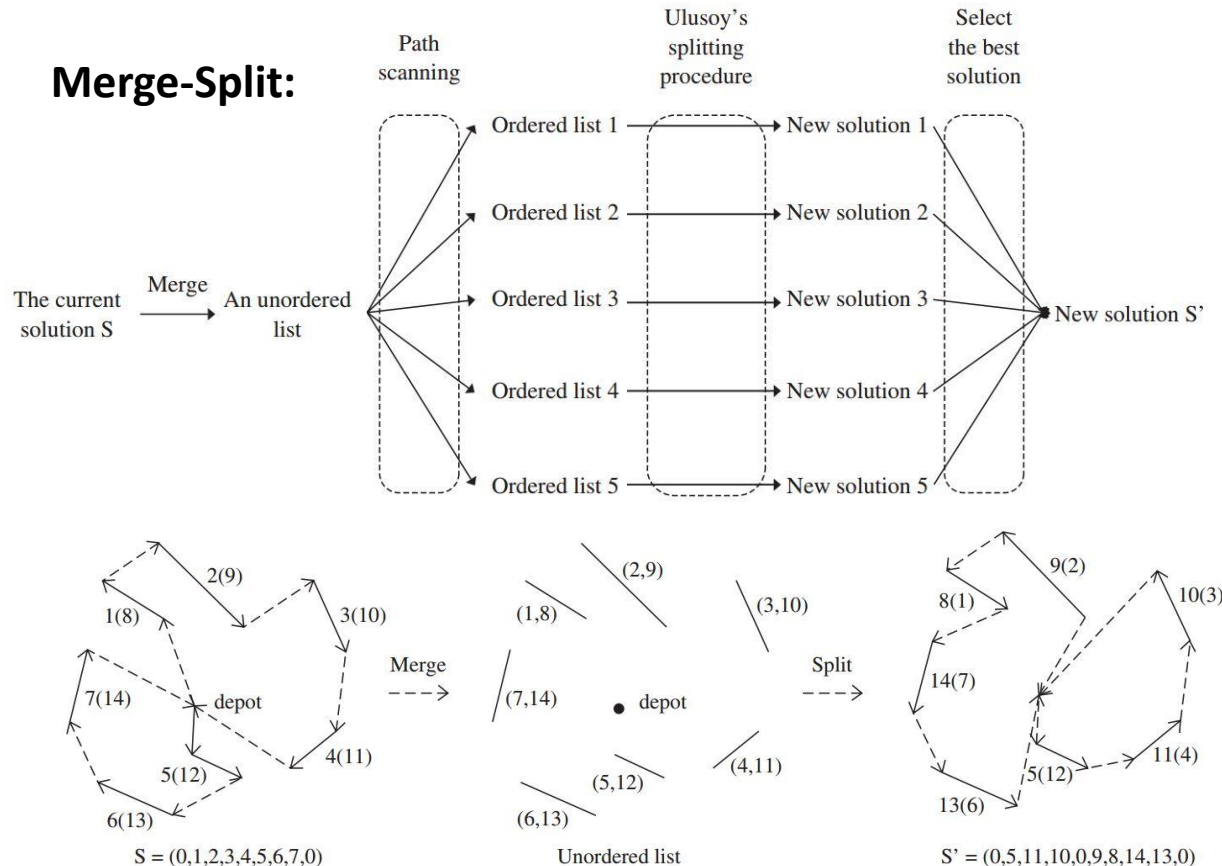 Merge-Split:
Path
scanning
Ulusoy's
splitting
procedure
Select
the best
solution
The current
solution S
Merge
An unordered
list
Ordered list 1
Ordered list 2
Ordered list 3
Ordered list 4
Ordered list 5
New solution 1
New solution 2
New solution 3
New solution 4
New solution 5
New solution S’
2(9)
1(8)
3(10)
7(14)
depot
4(11)
5(12)
6(13)
S = (0,1,2,3,4,5,6,7,0)
Merge
(2,9)
(1,8)
(3,10)
(7,14)
depot
(5,12)
(4,11)
(6,13)
Unordered list
Split
9(2)
8(1)
10(3)
14(7)
11(4)
5(12)
13(6)
S’ = (0,5,11,10,0,9,8,14,13,0)